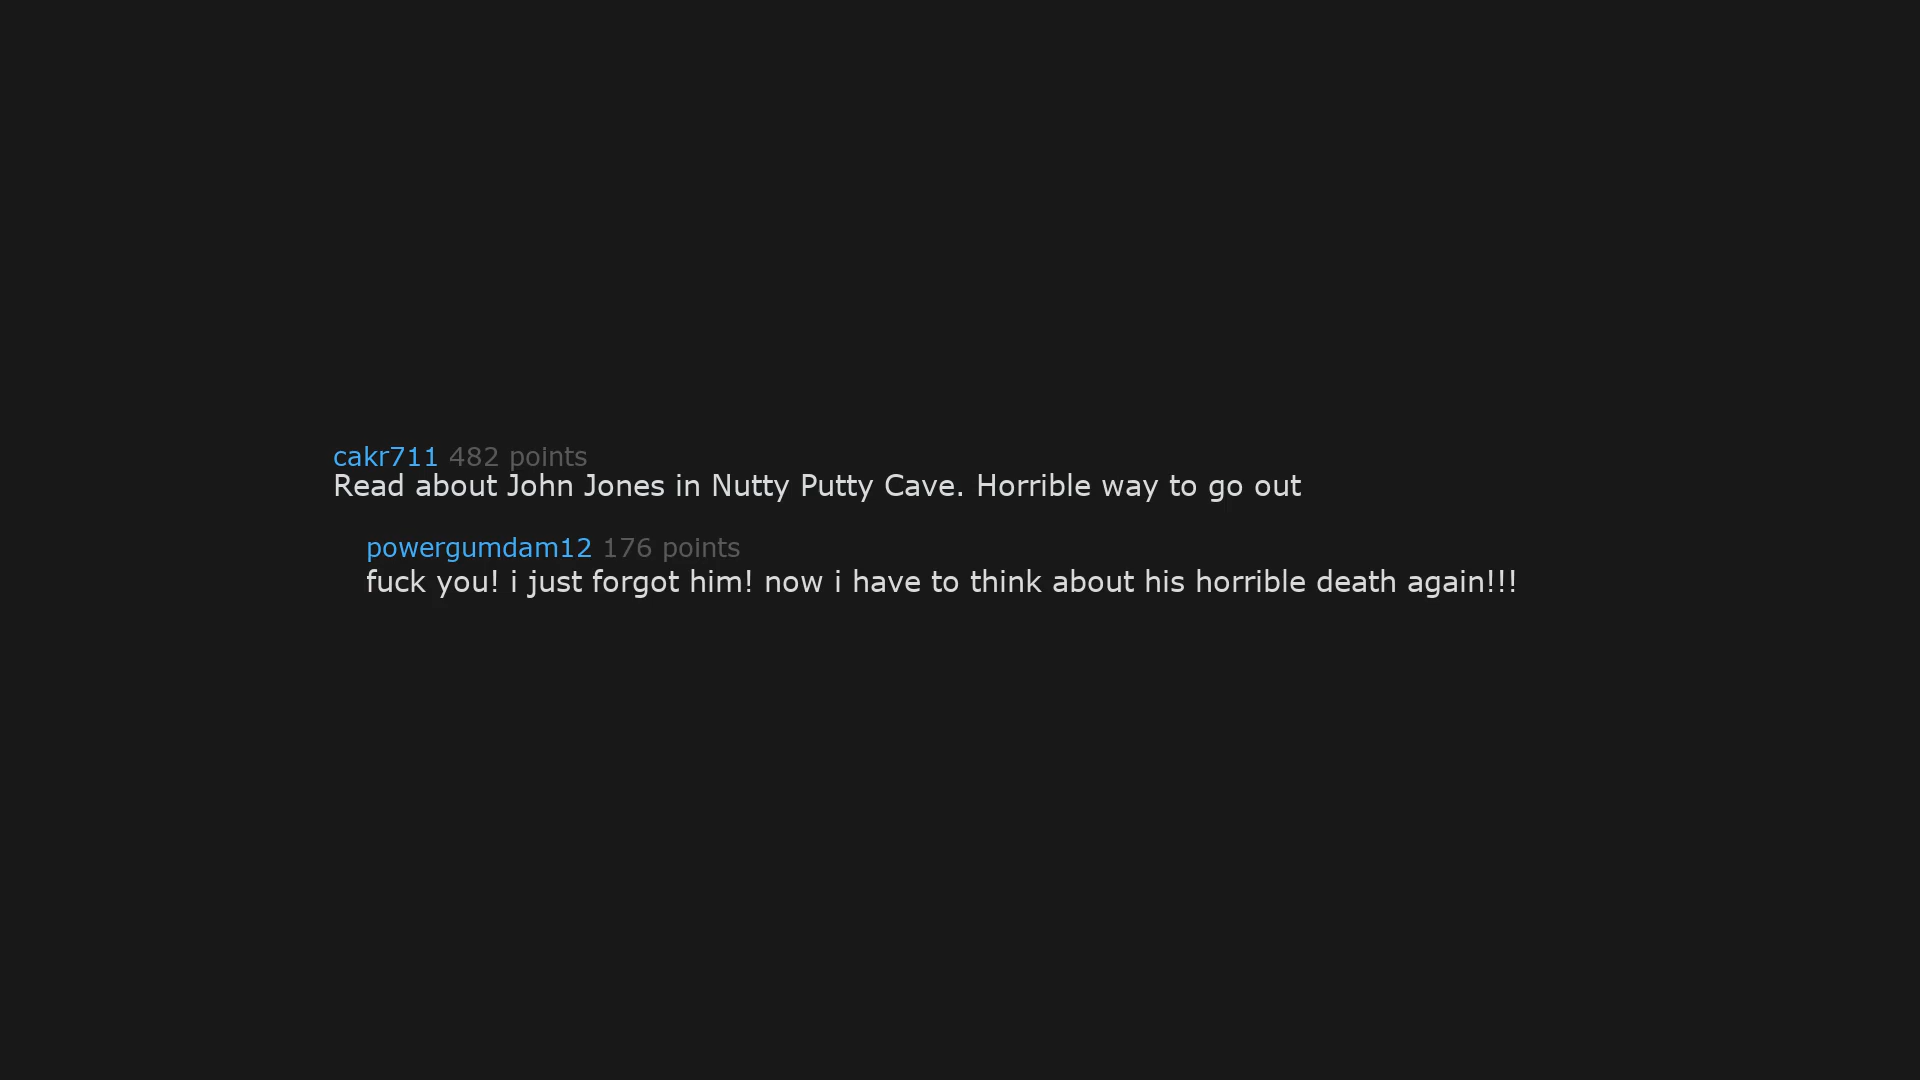 cakr711 482 points
Read about John Jones in Nutty Putty Cave. Horrible way to go out
powergumdam12 176 points
fuck you! i just forgot him! now i have to think about his horrible death again!!!